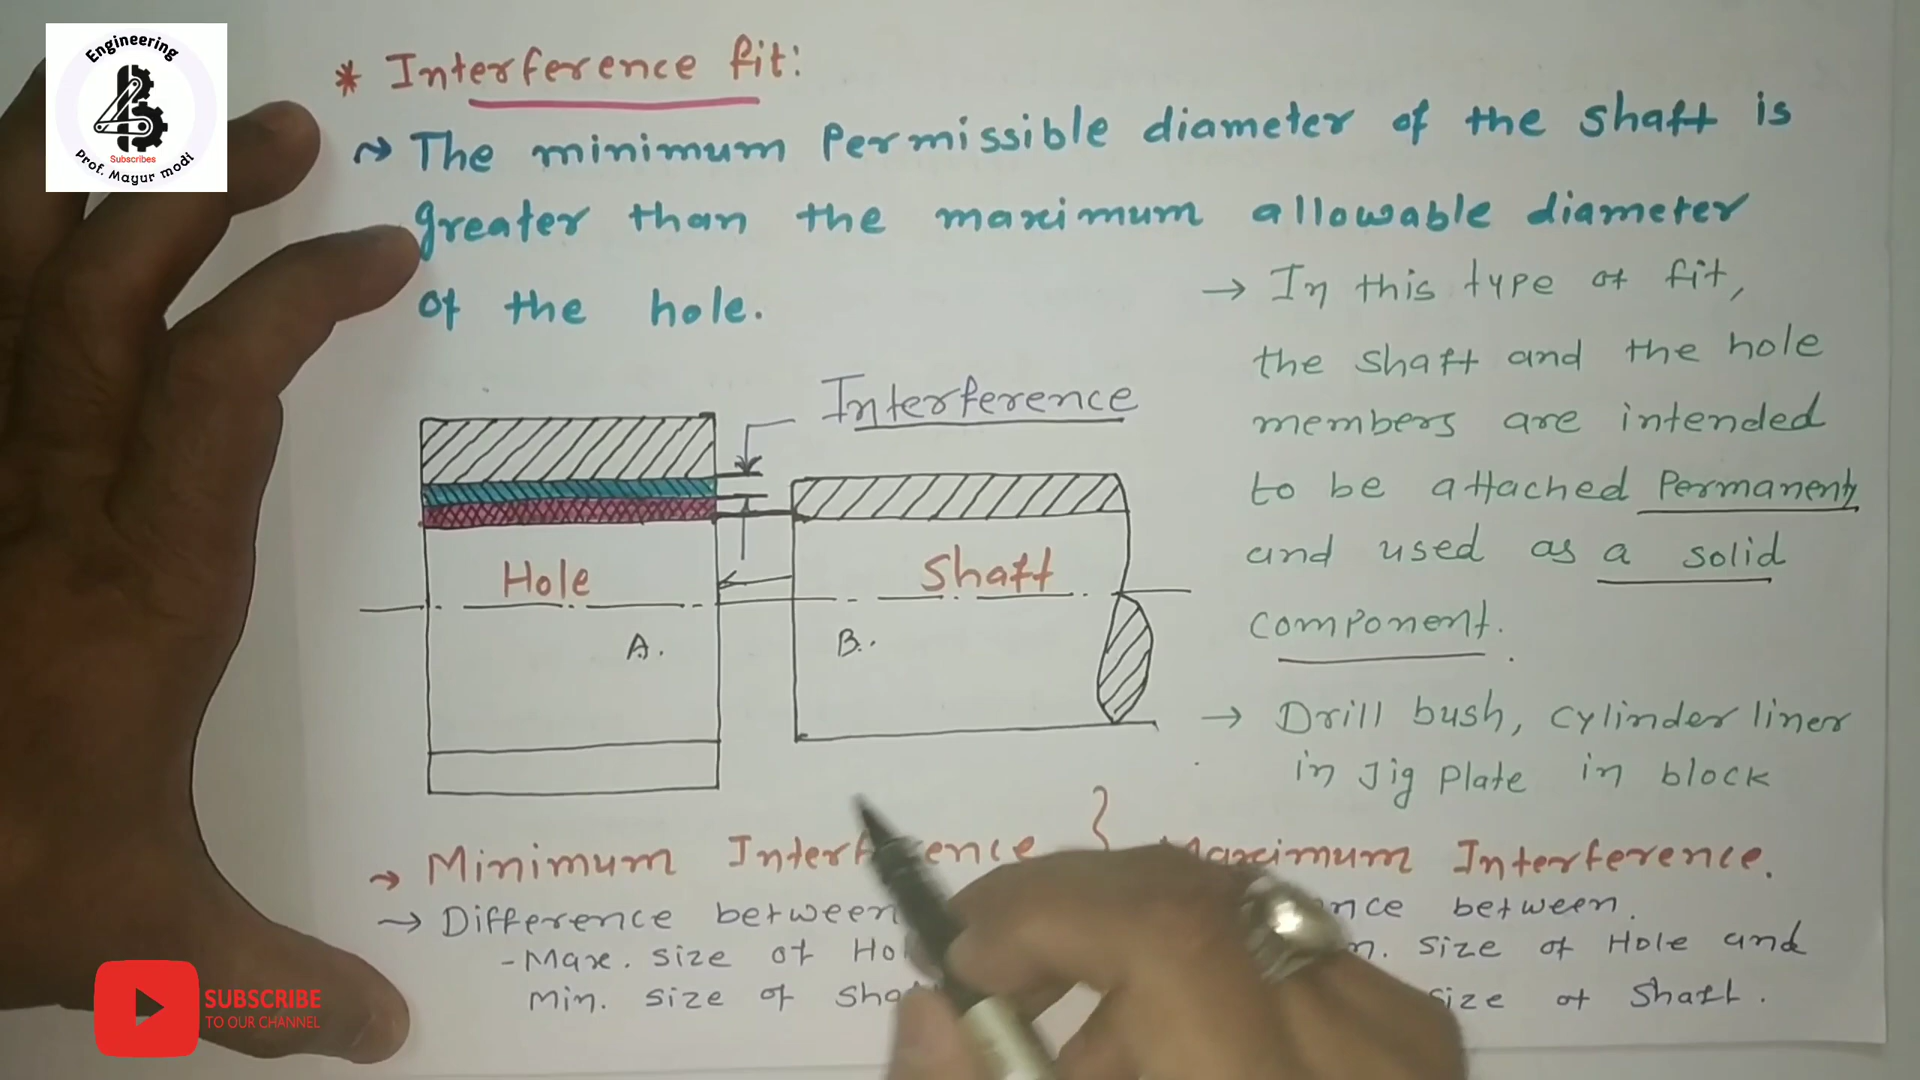 Engineering
Subscribes
Prof. Mayur modi
* Interference fit:
~> The minimum Permissible diameter of the shaft is
greater than the maximum allowable diameter
of the hole.
→ In this type of fit,
the shaft and the hole
members are intended
to be attached Permanently
and used as a solid
component.
→ Drill bush, cylinder liner
in Jig Plate in block
Interference
Hole
Shaft
A.
B.
→ Minimum Interference
→ Difference between
- Max. size of
Min. size of
Maximum Interference.
between.
size of Hole and
size of Shaft.
SUBSCRIBE
TO OUR CHANNEL